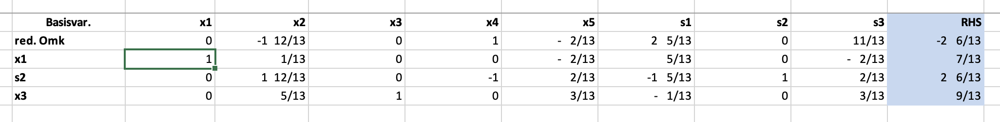 Basisvar. x1 x2 x3 x4 x5 s1 s2 s3 RHS
red. Omk 0 -1 12/13 0 1 - 2/13 2 5/13 0 11/13 -2 6/13
x1 1 1/13 0 0 - 2/13 5/13 0 - 2/13 7/13
s2 0 1 12/13 0 -1 2/13 -1 5/13 1 2/13 2 6/13
x3 0 5/13 1 0 3/13 - 1/13 0 3/13 9/13